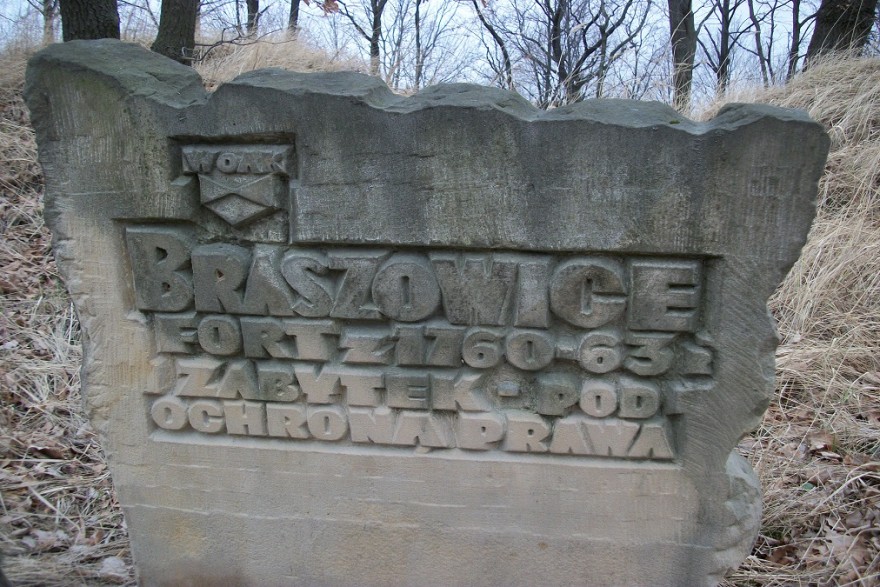 WOAK
BRASZOWICE
FORT Z 1760-63 R
ZABYTEK - POD
OCHRONĄ PRAWA